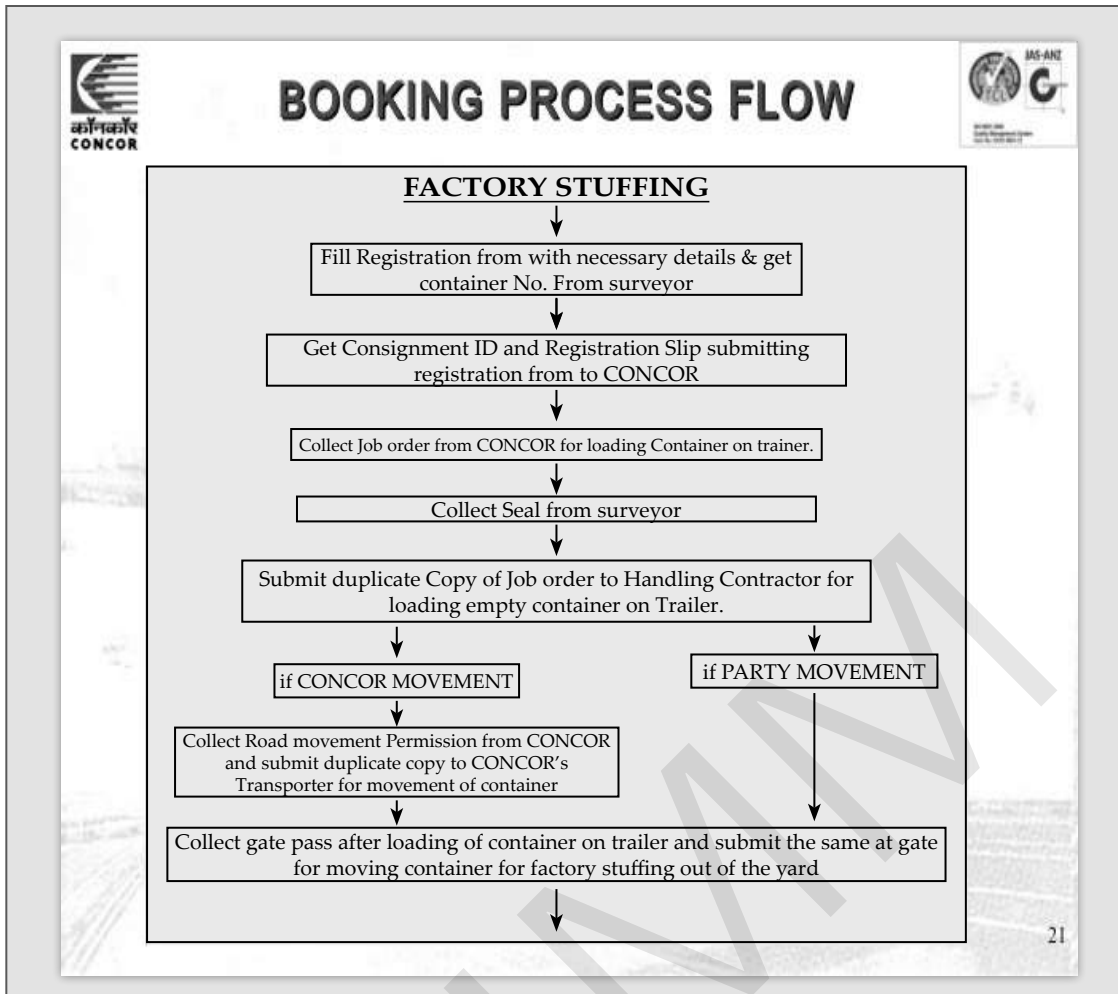 कॉनकॉर
CONCOR
BOOKING PROCESS FLOW
JAS-ANZ
FACTORY STUFFING
Fill Registration from with necessary details & get
container No. From surveyor
Get Consignment ID and Registration Slip submitting
registration from to CONCOR
Collect Job order from CONCOR for loading Container on trainer.
Collect Seal from surveyor
Submit duplicate Copy of Job order to Handling Contractor for
loading empty container on Trailer.
if CONCOR MOVEMENT
if PARTY MOVEMENT
Collect Road movement Permission from CONCOR
and submit duplicate copy to CONCOR's
Transporter for movement of container
Collect gate pass after loading of container on trailer and submit the same at gate
for moving container for factory stuffing out of the yard
21